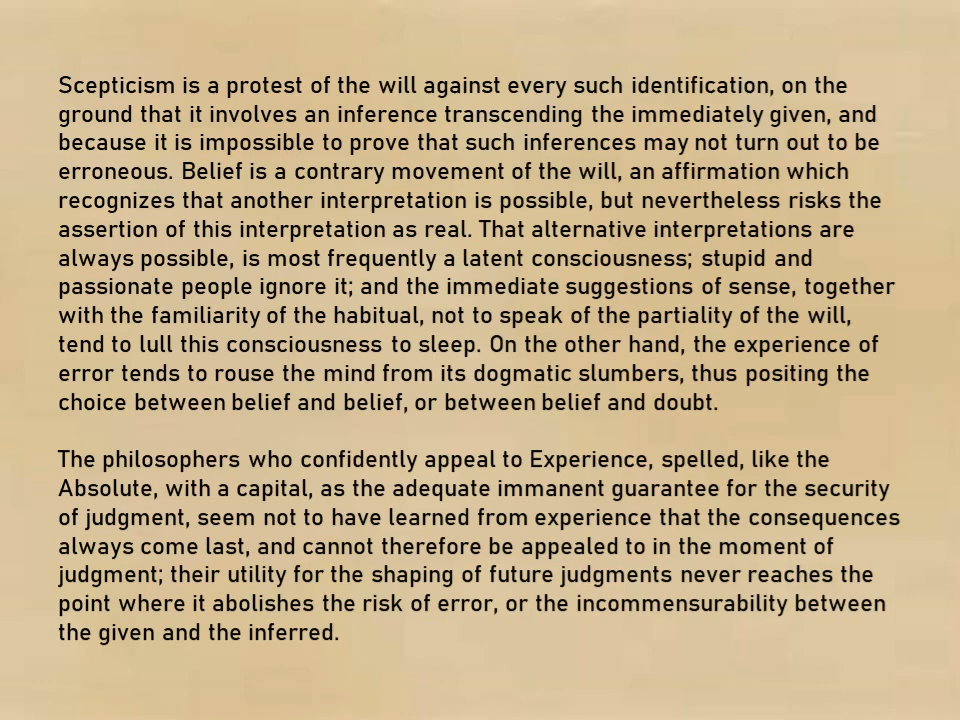 Scepticism is a protest of the will against every such identification, on the
ground that it involves an inference transcending the immediately given, and
because it is impossible to prove that such inferences may not turn out to be
erroneous. Belief is a contrary movement of the will, an affirmation which
recognizes that another interpretation is possible, but nevertheless risks the
assertion of this interpretation as real. That alternative interpretations are
always possible, is most frequently a latent consciousness; stupid and
passionate people ignore it; and the immediate suggestions of sense, together
with the familiarity of the habitual, not to speak of the partiality of the will,
tend to lull this consciousness to sleep. On the other hand, the experience of
error tends to rouse the mind from its dogmatic slumbers, thus positing the
choice between belief and belief, or between belief and doubt.

The philosophers who confidently appeal to Experience, spelled, like the
Absolute, with a capital, as the adequate immanent guarantee for the security
of judgment, seem not to have learned from experience that the consequences
always come last, and cannot therefore be appealed to in the moment of
judgment; their utility for the shaping of future judgments never reaches the
point where it abolishes the risk of error, or the incommensurability between
the given and the inferred.